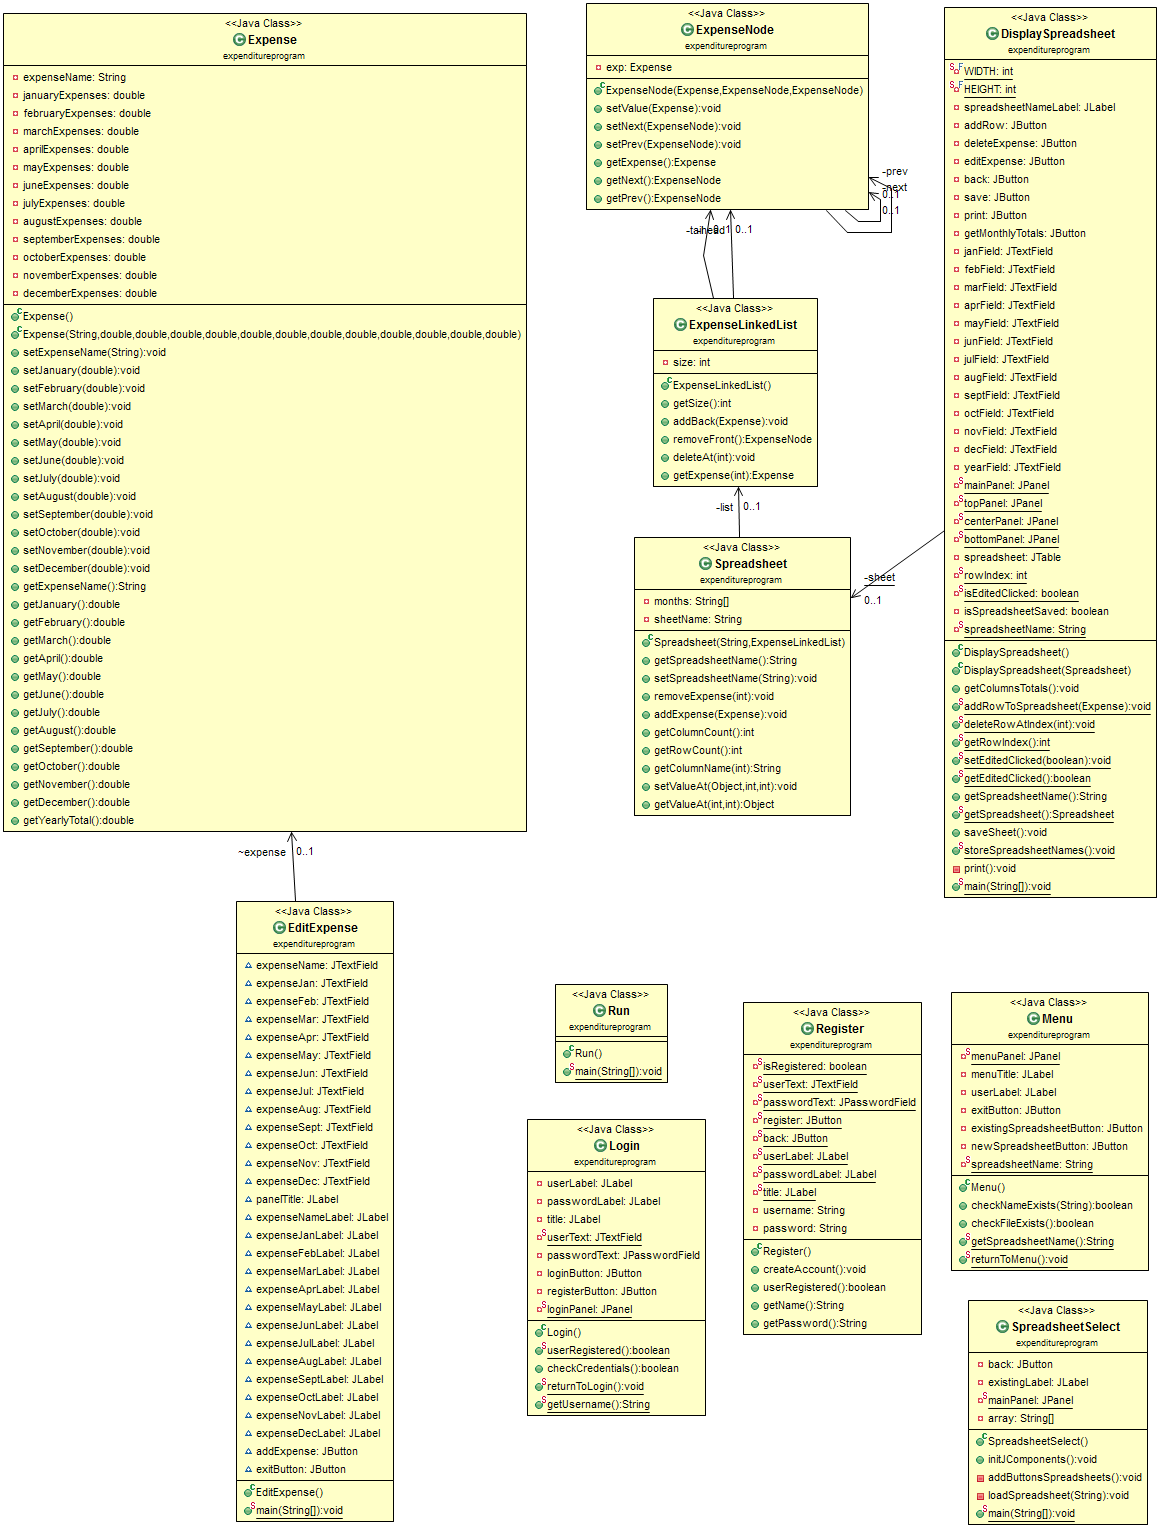 <<Java Class>>
Expense
expenditureprogram
expenseName: String
januaryExpenses: double
februaryExpenses: double
marchExpenses: double
aprilExpenses: double
mayExpenses: double
juneExpenses: double
julyExpenses: double
augustExpenses: double
septemberExpenses: double
octoberExpenses: double
novemberExpenses: double
decemberExpenses: double
Expense()
Expense(String,double,double,double,double,double,double,double,double,double,double,double,double)
setExpenseName(String):void
setJanuary(double):void
setFebruary(double):void
setMarch(double):void
setApril(double):void
setMay(double):void
setJune(double):void
setJuly(double):void
setAugust(double):void
setSeptember(double):void
setOctober(double):void
setNovember(double):void
setDecember(double):void
getExpenseName():String
getJanuary():double
getFebruary():double
getMarch():double
getApril():double
getMay():double
getJune():double
getJuly():double
getAugust():double
getSeptember():double
getOctober():double
getNovember():double
getDecember():double
getYearlyTotal():double
~expense 0..1
<<Java Class>>
EditExpense
expenditureprogram
expenseName: JTextField
expenseJan: JTextField
expenseFeb: JTextField
expenseMar: JTextField
expenseApr: JTextField
expenseMay: JTextField
expenseJun: JTextField
expenseJul: JTextField
expenseAug: JTextField
expenseSept: JTextField
expenseOct: JTextField
expenseNov: JTextField
expenseDec: JTextField
panelTitle: JLabel
expenseNameLabel: JLabel
expenseJanLabel: JLabel
expenseFebLabel: JLabel
expenseMarLabel: JLabel
expenseAprLabel: JLabel
expenseMayLabel: JLabel
expenseJunLabel: JLabel
expenseJulLabel: JLabel
expenseAugLabel: JLabel
expenseSeptLabel: JLabel
expenseOctLabel: JLabel
expenseNovLabel: JLabel
expenseDecLabel: JLabel
addExpense: JButton
exitButton: JButton
EditExpense()
main(String[]):void
<<Java Class>>
ExpenseNode
expenditureprogram
exp: Expense
ExpenseNode(Expense,ExpenseNode,ExpenseNode)
setValue(Expense):void
setNext(ExpenseNode):void
setPrev(ExpenseNode):void
getExpense():Expense
getNext():ExpenseNode
getPrev():ExpenseNode
-prev
-next
0..1
0..1
-tail
-head
0..1
0..1
<<Java Class>>
ExpenseLinkedList
expenditureprogram
size: int
ExpenseLinkedList()
getSize():int
addBack(Expense):void
removeFront():ExpenseNode
deleteAt(int):void
getExpense(int):Expense
-list 0..1
<<Java Class>>
Spreadsheet
expenditureprogram
months: String[]
sheetName: String
Spreadsheet(String,ExpenseLinkedList)
getSpreadsheetName():String
setSpreadsheetName(String):void
removeExpense(int):void
addExpense(Expense):void
getColumnCount():int
getRowCount():int
getColumnName(int):String
setValueAt(Object,int,int):void
getValueAt(int,int):Object
-sheet
0..1
<<Java Class>>
DisplaySpreadsheet
expenditureprogram
WIDTH: int
HEIGHT: int
spreadsheetNameLabel: JLabel
addRow: JButton
deleteExpense: JButton
editExpense: JButton
back: JButton
save: JButton
print: JButton
getMonthlyTotals: JButton
janField: JTextField
febField: JTextField
marField: JTextField
aprField: JTextField
mayField: JTextField
junField: JTextField
julField: JTextField
augField: JTextField
septField: JTextField
octField: JTextField
novField: JTextField
decField: JTextField
yearField: JTextField
mainPanel: JPanel
topPanel: JPanel
centerPanel: JPanel
bottomPanel: JPanel
spreadsheet: JTable
rowIndex: int
isEditedClicked: boolean
isSpreadsheetSaved: boolean
spreadsheetName: String
DisplaySpreadsheet()
DisplaySpreadsheet(Spreadsheet)
getColumnsTotals():void
addRowToSpreadsheet(Expense):void
deleteRowAtIndex(int):void
getRowIndex():int
setEditedClicked(boolean):void
getEditedClicked():boolean
getSpreadsheetName():String
getSpreadsheet():Spreadsheet
saveSheet():void
storeSpreadsheetNames():void
print():void
main(String[]):void
<<Java Class>>
Run
expenditureprogram
Run()
main(String[]):void
<<Java Class>>
Login
expenditureprogram
userLabel: JLabel
passwordLabel: JLabel
title: JLabel
userText: JTextField
passwordText: JPasswordField
loginButton: JButton
registerButton: JButton
loginPanel: JPanel
Login()
userRegistered():boolean
checkCredentials():boolean
returnToLogin():void
getUsername():String
<<Java Class>>
Register
expenditureprogram
isRegistered: boolean
userText: JTextField
passwordText: JPasswordField
register: JButton
back: JButton
userLabel: JLabel
passwordLabel: JLabel
title: JLabel
username: String
password: String
Register()
createAccount():void
userRegistered():boolean
getName():String
getPassword():String
<<Java Class>>
Menu
expenditureprogram
menuPanel: JPanel
menuTitle: JLabel
userLabel: JLabel
exitButton: JButton
existingSpreadsheetButton: JButton
newSpreadsheetButton: JButton
spreadsheetName: String
Menu()
checkNameExists(String):boolean
checkFileExists():boolean
getSpreadsheetName():String
returnToMenu():void
<<Java Class>>
SpreadsheetSelect
expenditureprogram
back: JButton
existingLabel: JLabel
mainPanel: JPanel
array: String[]
SpreadsheetSelect()
initJComponents():void
addButtonsSpreadsheets():void
loadSpreadsheet(String):void
main(String[]):void